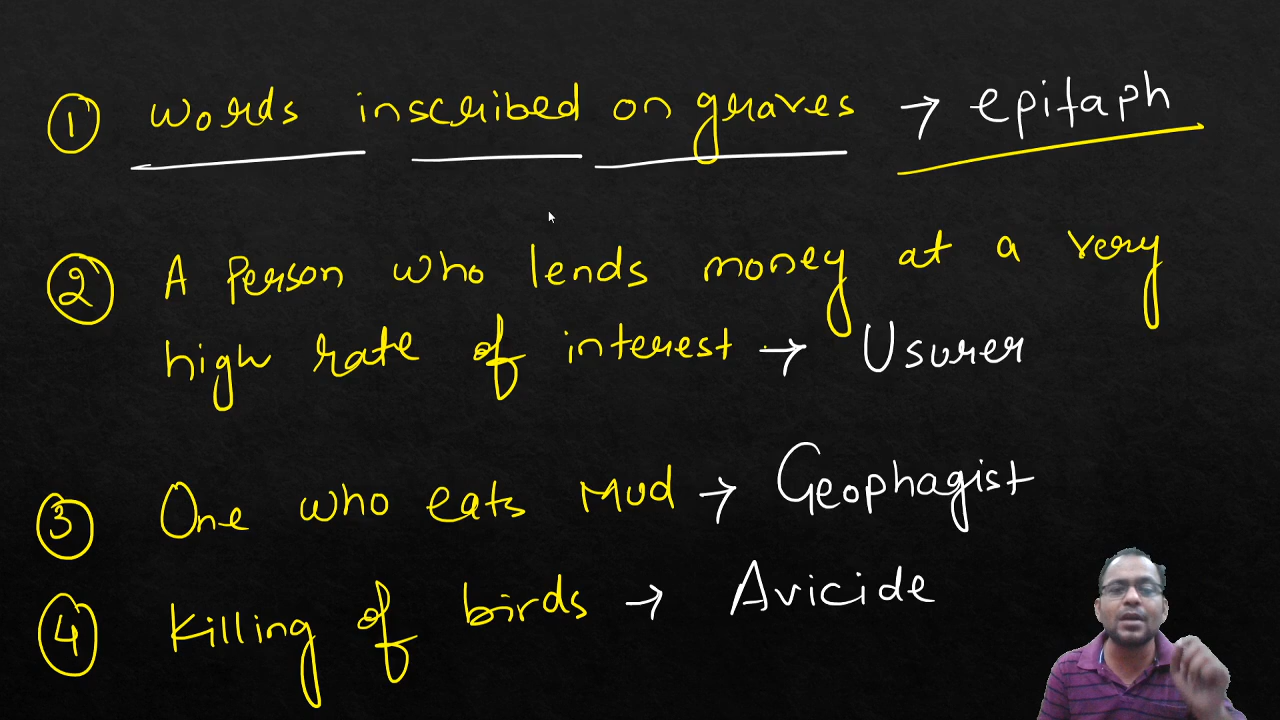 ① words inscribed on graves → epitaph
② A Person who lends money at a very
high rate of interest → Usurer
③ One who eats Mud → Geophagist
④ Killing of birds → Avicide